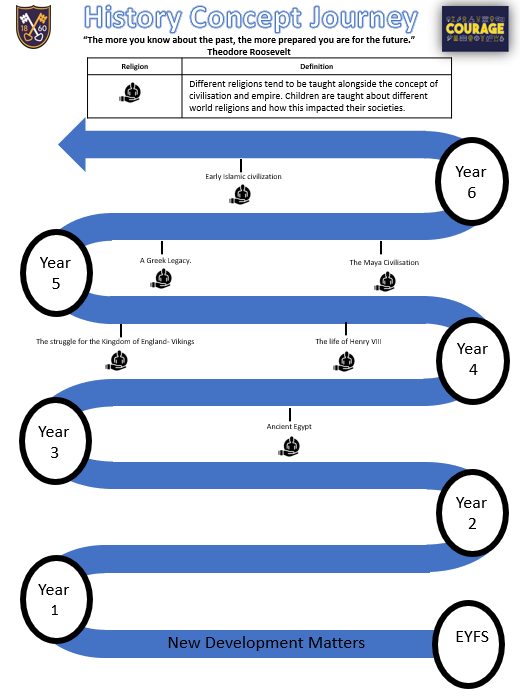 History Concept Journey
18 60
COURAGE
“The more you know about the past, the more prepared you are for the future.”
Theodore Roosevelt
Religion
Definition
Different religions tend to be taught alongside the concept of
civilisation and empire. Children are taught about different
world religions and how this impacted their societies.
Year
6
Early Islamic civilization
Year
5
A Greek Legacy.
The Maya Civilisation
The struggle for the Kingdom of England- Vikings
The life of Henry VIII
Year
4
Year
3
Ancient Egypt
Year
2
Year
1
New Development Matters
EYFS